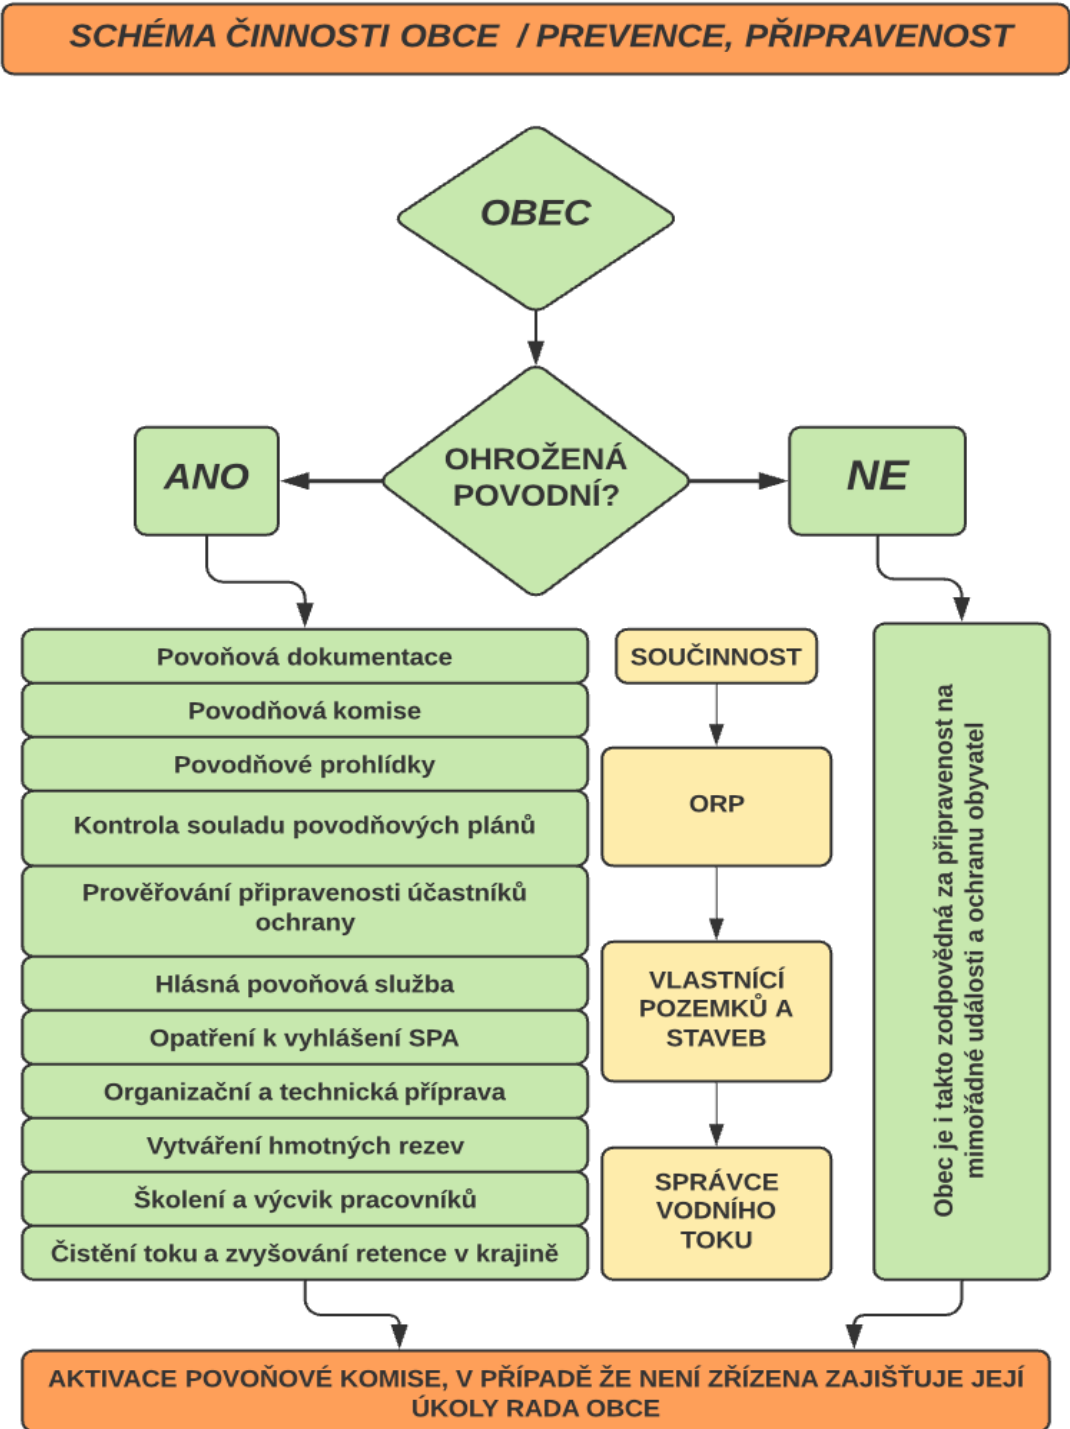 SCHÉMA ČINNOSTI OBCE / PREVENCE, PŘIPRAVENOST
OBEC
OHROŽENÁ
POVODNÍ?
ANO
NE
Povoňová dokumentace
Povodňová komise
Povodňové prohlídky
Kontrola souladu povodňových plánů
Prověřování připravenosti účastníků
ochrany
Hlásná povoňová služba
Opatření k vyhlášení SPA
Organizační a technická příprava
Vytváření hmotných rezev
Školení a výcvik pracovníků
Čistění toku a zvyšování retence v krajině
SOUČINNOST
ORP
VLASTNÍCÍ
POZEMKŮ A
STAVEB
SPRÁVCE
VODNÍHO
TOKU
Obec je i takto zodpovědná za připravenost na
mimořádné události a ochranu obyvatel
AKTIVACE POVOŇOVÉ KOMISE, V PŘÍPADĚ ŽE NENÍ ZŘÍZENA ZAJIŠŤUJE JEJÍ
ÚKOLY RADA OBCE